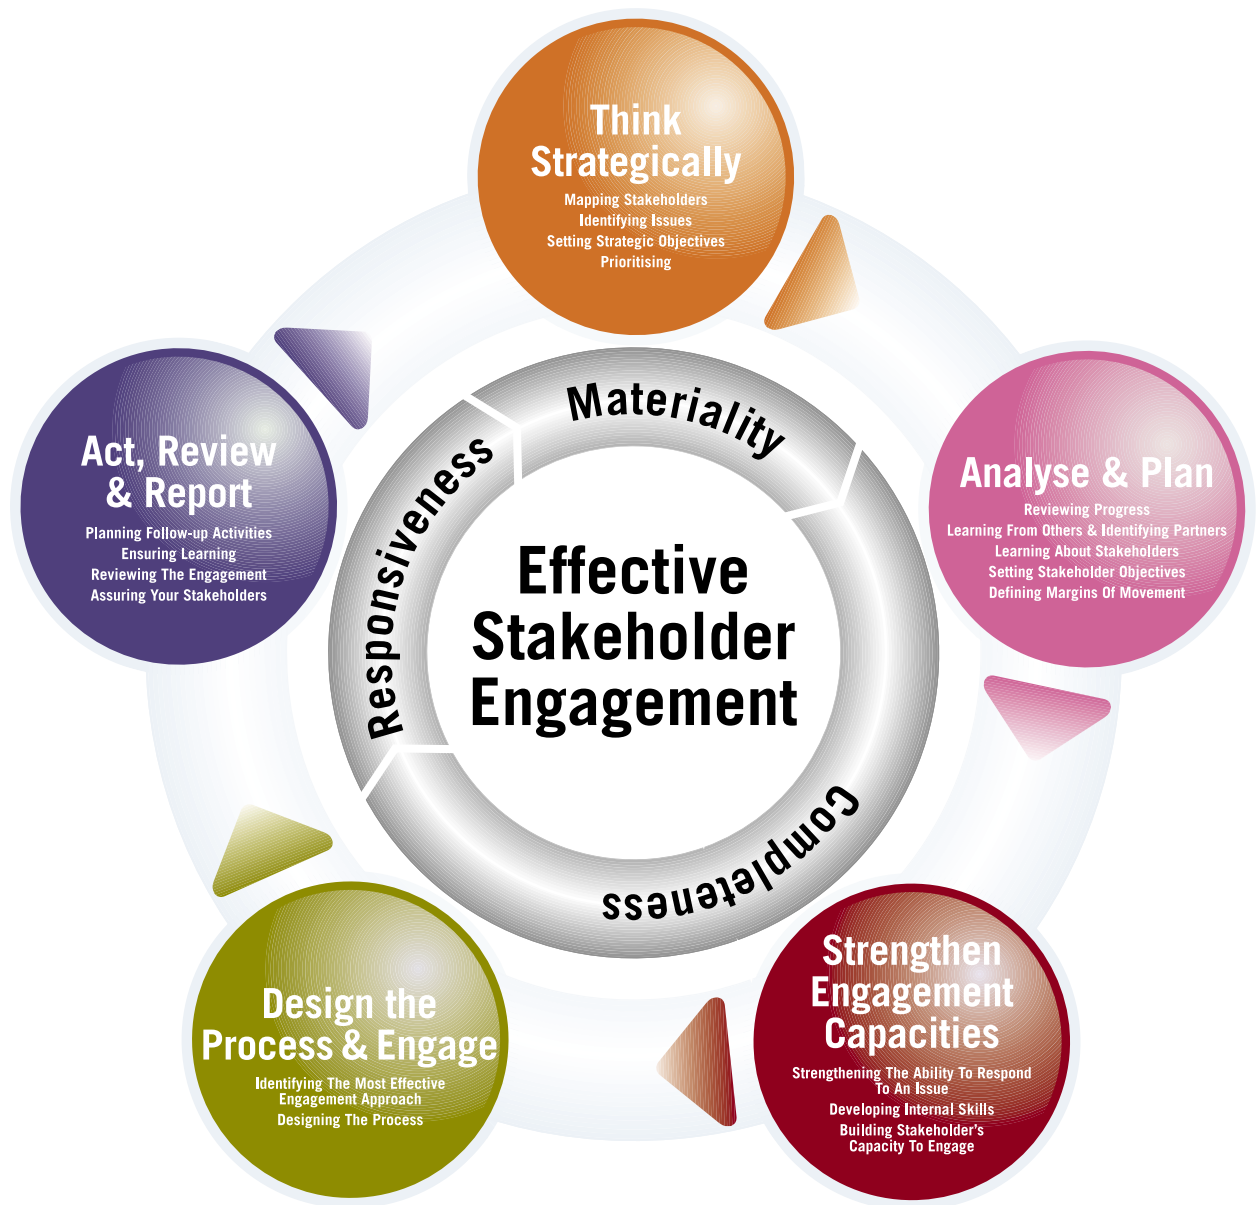 Think
Strategically
Mapping Stakeholders
Identifying Issues
Setting Strategic Objectives
Prioritising
Analyse & Plan
Reviewing Progress
Learning From Others & Identifying Partners
Learning About Stakeholders
Setting Stakeholder Objectives
Defining Margins Of Movement
Strengthen
Engagement
Capacities
Strengthening The Ability To Respond
To An Issue
Developing Internal Skills
Building Stakeholder's
Capacity To Engage
Design the
Process & Engage
Identifying The Most Effective
Engagement Approach
Designing The Process
Act, Review
& Report
Planning Follow-up Activities
Ensuring Learning
Reviewing The Engagement
Assuring Your Stakeholders
Materiality
Completeness
Responsiveness
Effective
Stakeholder
Engagement